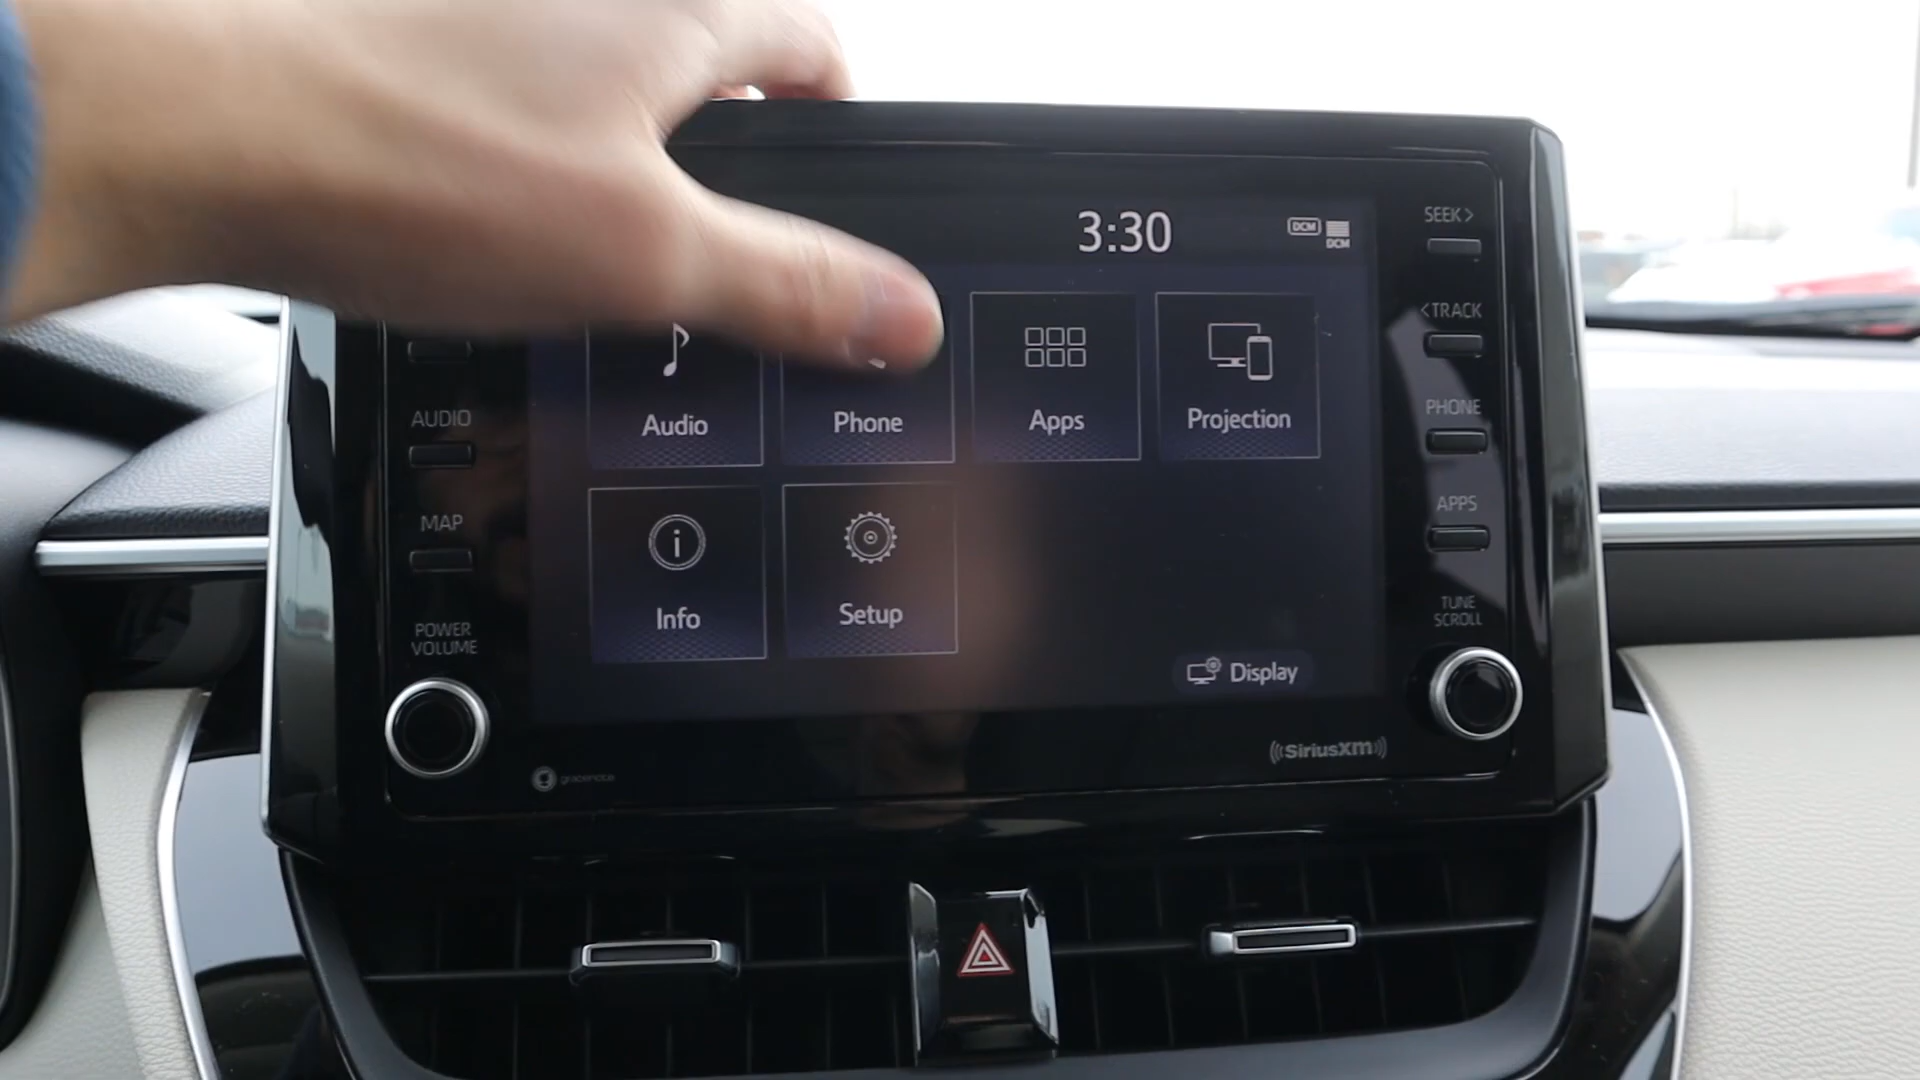 3:30
DCM
DCM
SEEK >
< TRACK
PHONE
APPS
TUNE
SCROLL
AUDIO
MAP
POWER
VOLUME
Audio
Phone
Apps
Projection
Info
Setup
Display
gracenote
SiriusXM